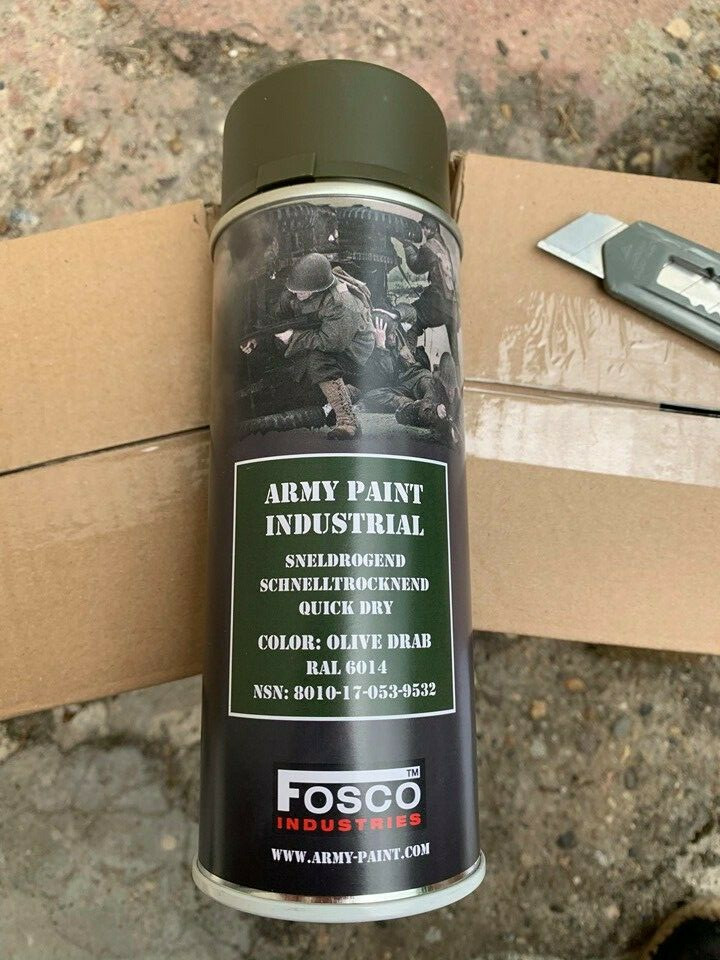 ARMY PAINT
INDUSTRIAL
SNELDROGEND
SCHNELLTROCKNEND
QUICK DRY
COLOR: OLIVE DRAB
RAL 6014
NSN: 8010-17-053-9532
FOSCO™
INDUSTRIES
WWW.ARMY-PAINT.COM